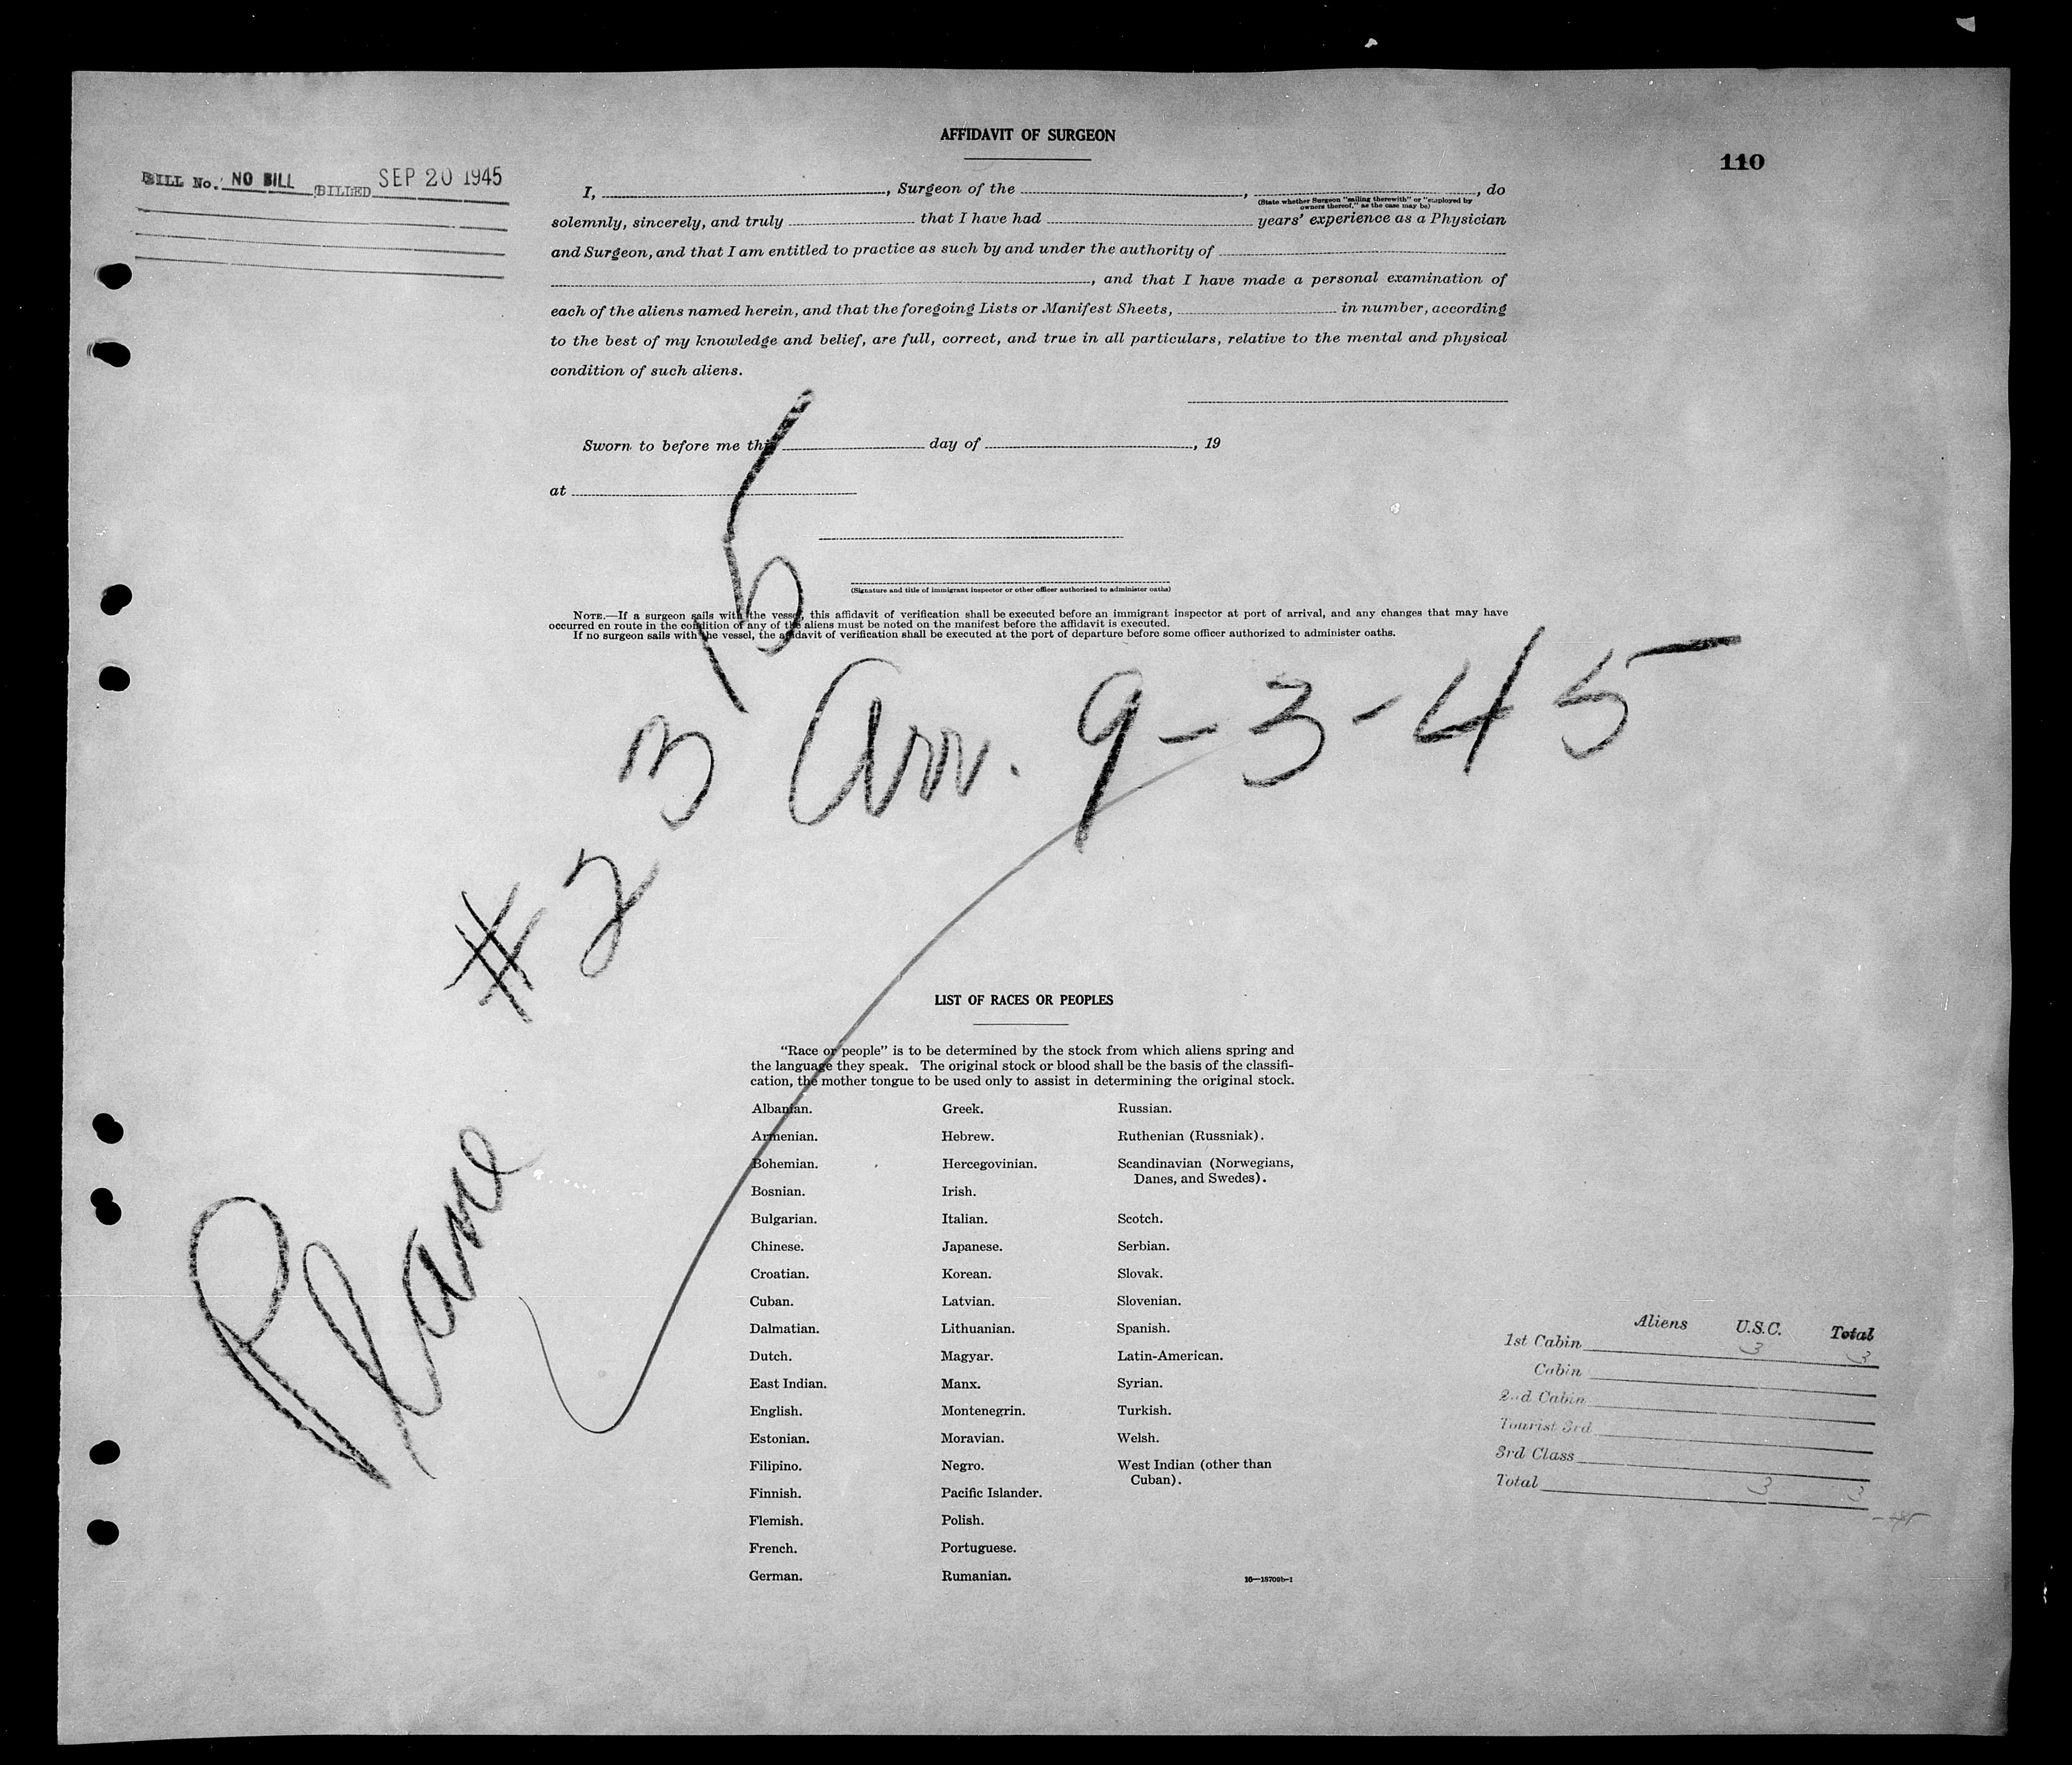 AFFIDAVIT OF SURGEON
110
BILL No. NO BILL BILLED SEP 20 1945
I, , Surgeon of the , , do
(State whether Surgeon "sailing therewith" or "employed by
owners thereof," as the case may be)
solemnly, sincerely, and truly that I have had years' experience as a Physician
and Surgeon, and that I am entitled to practice as such by and under the authority of
, and that I have made a personal examination of
each of the aliens named herein, and that the foregoing Lists or Manifest Sheets, in number, according
to the best of my knowledge and belief, are full, correct, and true in all particulars, relative to the mental and physical
condition of such aliens.
Sworn to before me this day of , 19
at
(Signature and title of immigrant inspector or other officer authorized to administer oaths)
NOTE.—If a surgeon sails with the vessel, this affidavit of verification shall be executed before an immigrant inspector at port of arrival, and any changes that may have
occurred en route in the condition of any of the aliens must be noted on the manifest before the affidavit is executed.
If no surgeon sails with the vessel, the affidavit of verification shall be executed at the port of departure before some officer authorized to administer oaths.
Plane #23
Arr. 9-3-45
LIST OF RACES OR PEOPLES
"Race or people" is to be determined by the stock from which aliens spring and
the language they speak. The original stock or blood shall be the basis of the classifi-
cation, the mother tongue to be used only to assist in determining the original stock.
Albanian.
Armenian.
Bohemian.
Bosnian.
Bulgarian.
Chinese.
Croatian.
Cuban.
Dalmatian.
Dutch.
East Indian.
English.
Estonian.
Filipino.
Finnish.
Flemish.
French.
German.
Greek.
Hebrew.
Hercegovinian.
Irish.
Italian.
Japanese.
Korean.
Latvian.
Lithuanian.
Magyar.
Manx.
Montenegrin.
Moravian.
Negro.
Pacific Islander.
Polish.
Portuguese.
Rumanian.
Russian.
Ruthenian (Russniak).
Scandinavian (Norwegians,
Danes, and Swedes).
Scotch.
Serbian.
Slovak.
Slovenian.
Spanish.
Latin-American.
Syrian.
Turkish.
Welsh.
West Indian (other than
Cuban).
16—18709b-1
Aliens U.S.C. Total
1st Cabin 3 3
Cabin
2nd Cabin
Tourist 3rd
3rd Class
Total 3 3